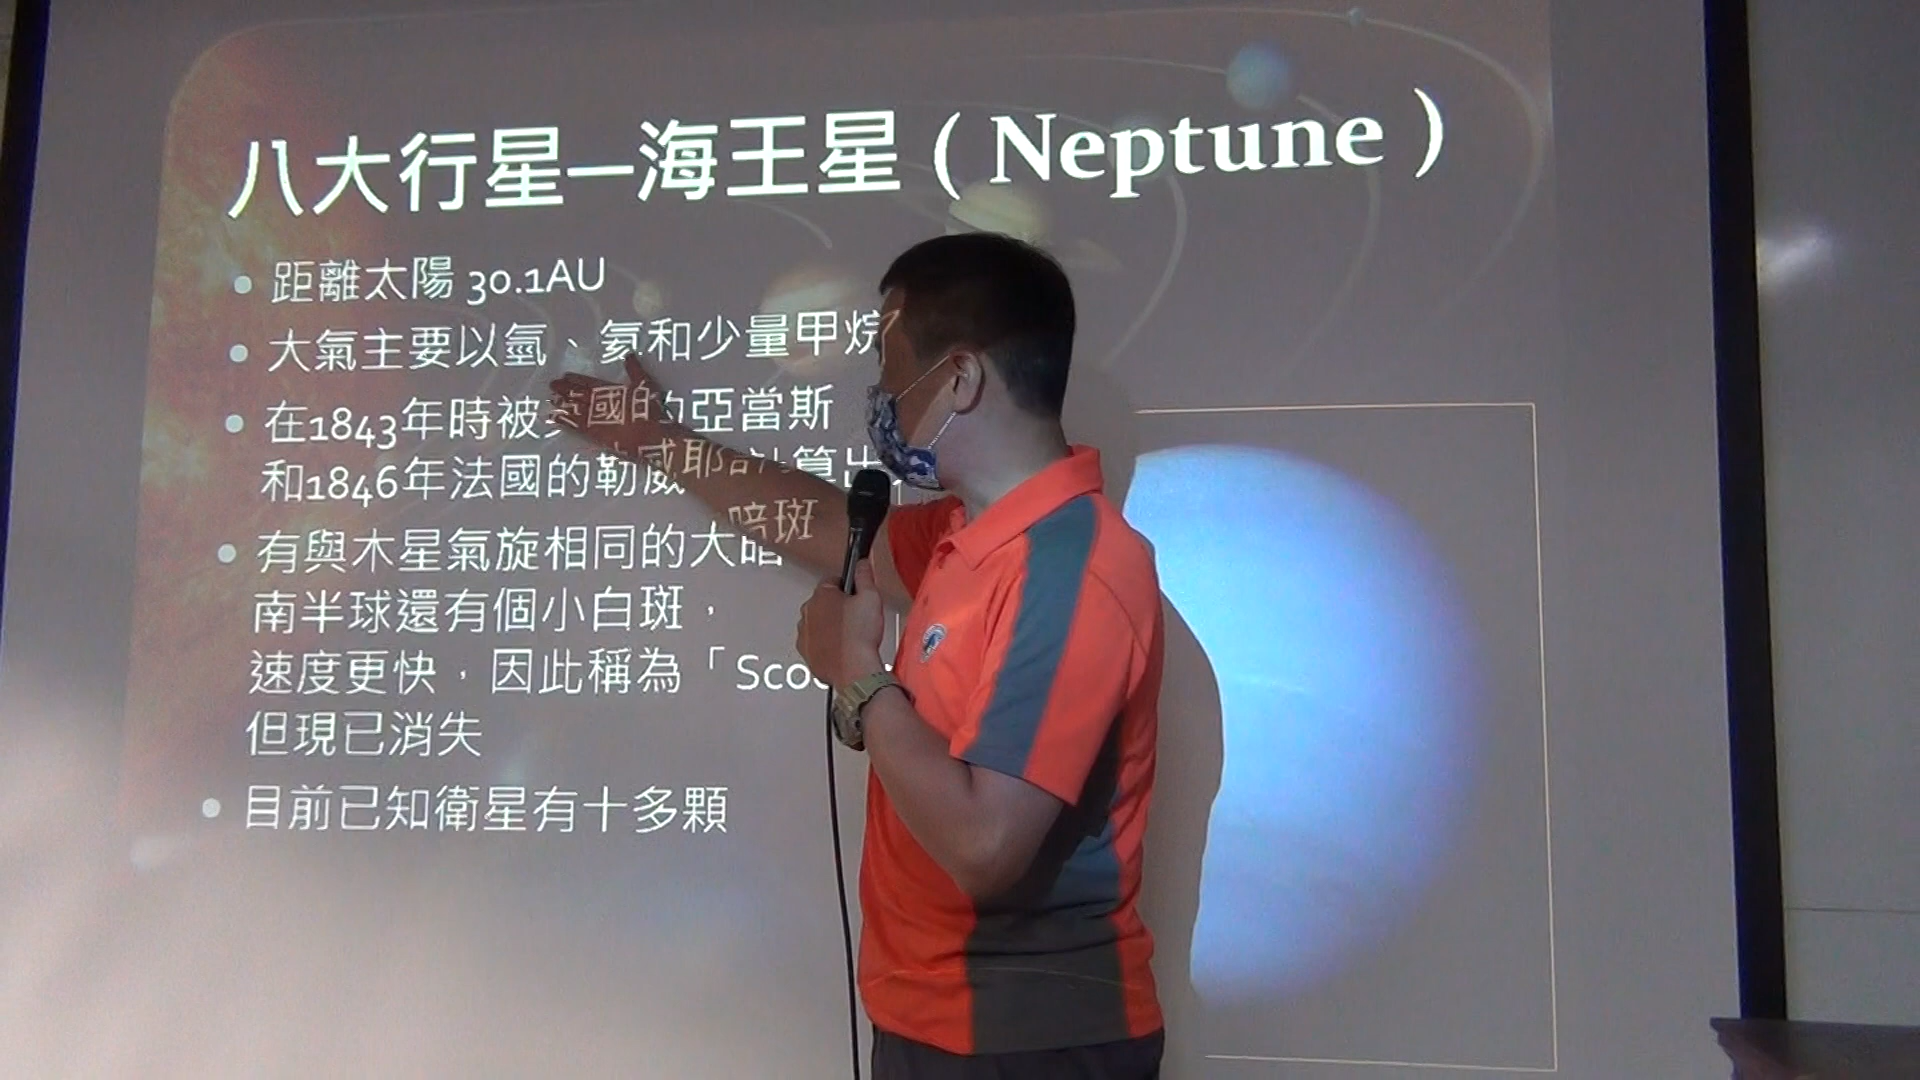 八大行星—海王星（Neptune）
距離太陽 30.1AU
大氣主要以氫、氦和少量甲烷
在1843年時被英國的亞當斯
和1846年法國的勒威耶計算出
有與木星氣旋相同的大暗斑
南半球還有個小白斑，
速度更快，因此稱為「
但現已消失
目前已知衛星有十多顆